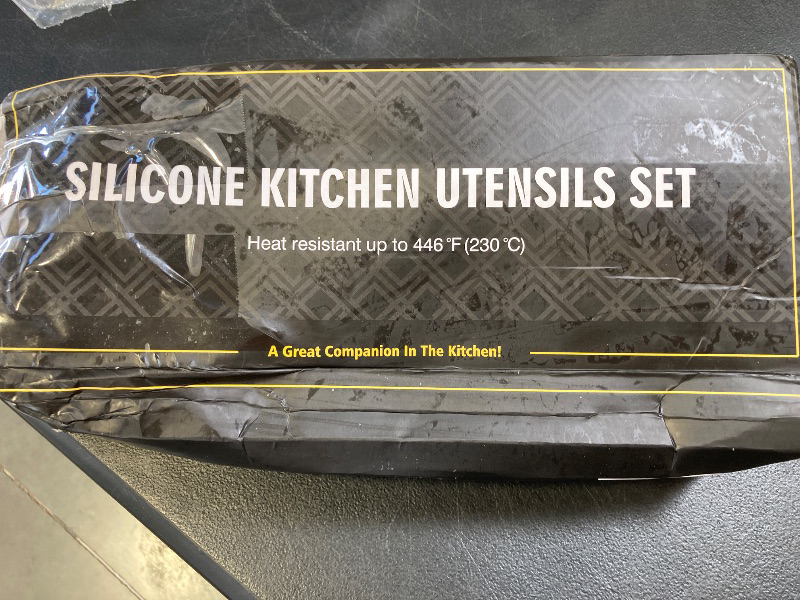 SILICONE KITCHEN UTENSILS SET
Heat resistant up to 446°F (230°C)
A Great Companion In The Kitchen!